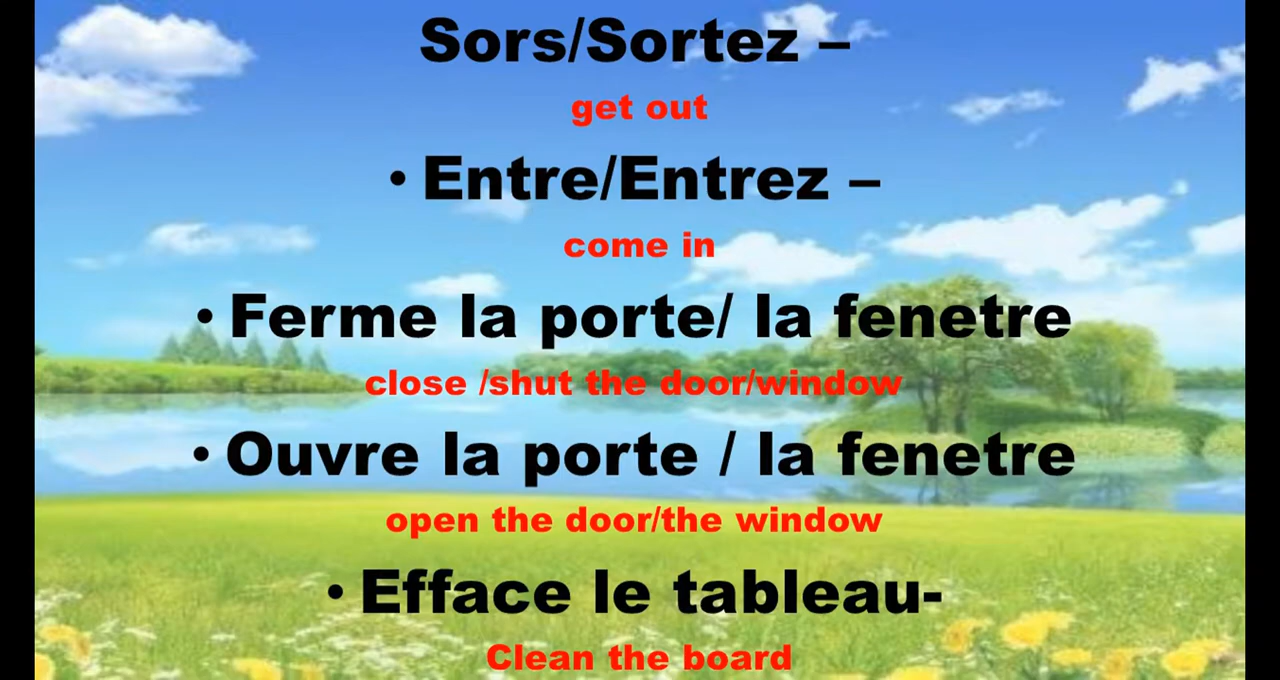 Sors/Sortez –
get out
• Entre/Entrez –
come in
• Ferme la porte/ la fenetre
close /shut the door/window
• Ouvre la porte / la fenetre
open the door/the window
• Efface le tableau-
Clean the board